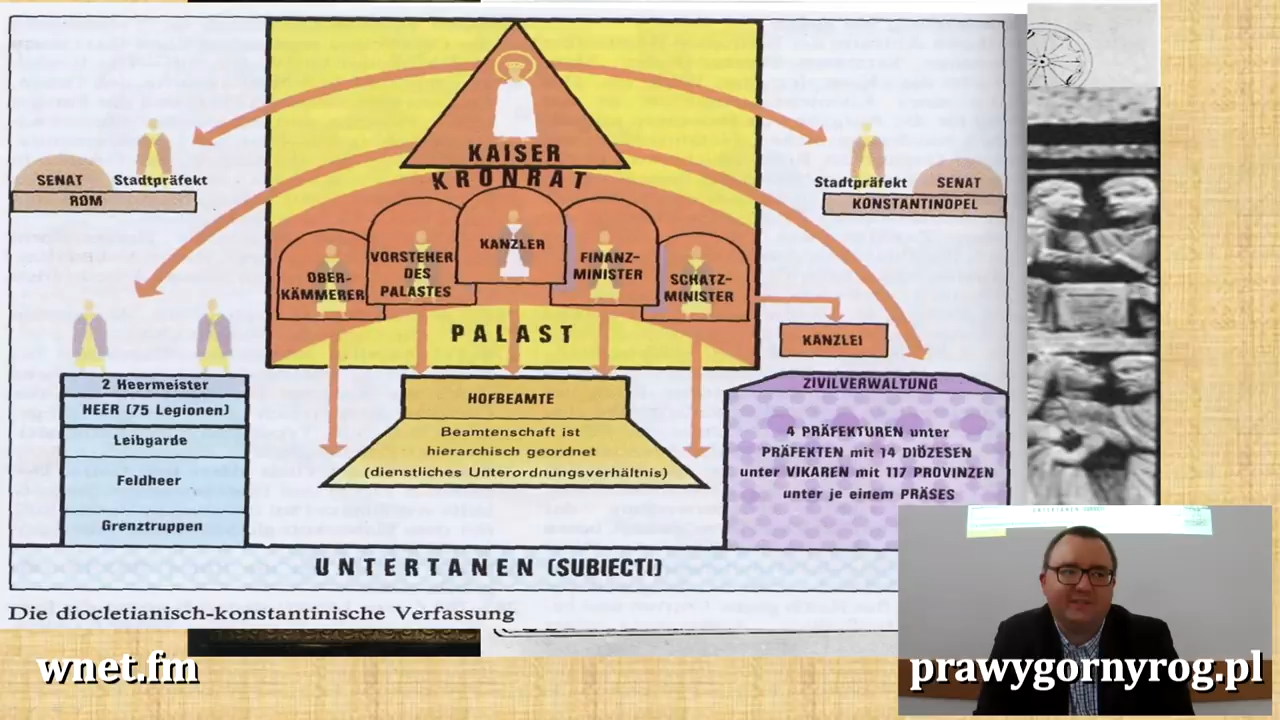 KAISER
KRONRAT
SENAT
Stadtpräfekt
ROM
Stadtpräfekt
SENAT
KONSTANTINOPEL
OBER-
KÄMMERER
VORSTEHER
DES
PALASTES
KANZLER
FINANZ-
MINISTER
SCHATZ-
MINISTER
PALAST
KANZLEI
2 Heermeister
HEER (75 Legionen)
Leibgarde
Feldheer
Grenztruppen
HOFBEAMTE
Beamtenschaft ist
hierarchisch geordnet
(dienstliches Unterordnungsverhältnis)
ZIVILVERWALTUNG
4 PRÄFEKTUREN unter
PRÄFEKTEN mit 14 DIÖZESEN
unter VIKAREN mit 117 PROVINZEN
unter je einem PRÄSES
UNTERTANEN (SUBIECTI)
Die diocletianisch-konstantinische Verfassung
wnet.fm
prawygornyrog.pl